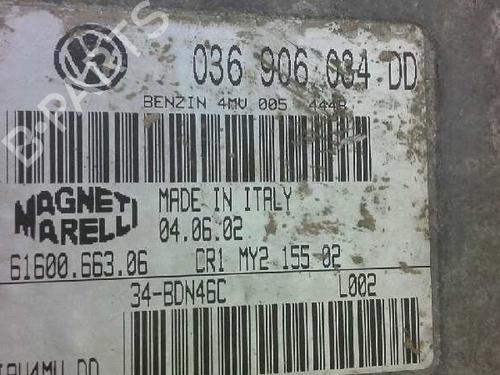 036 906 034 DD
BENZIN 4MV 005 4448
B-PARTS
MAGNETI
MARELLI
MADE IN ITALY
04.06.02
61600.663.06
CR1 MY2 155 02
34-BDN46C
L002